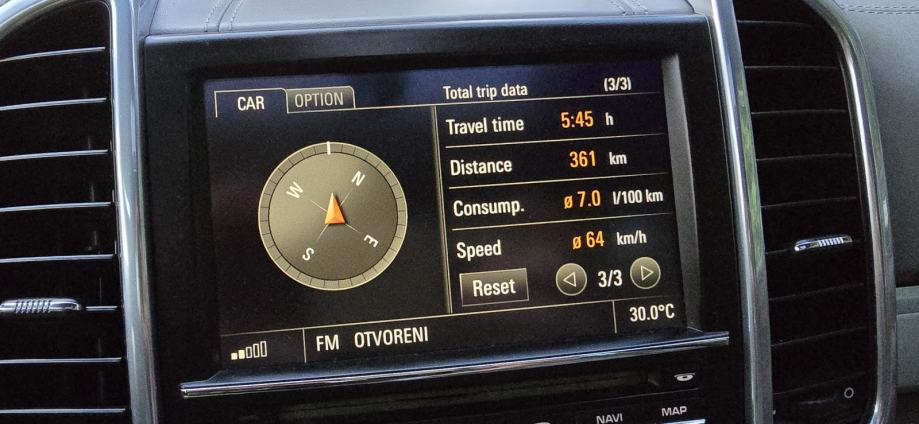 CAR
OPTION
Total trip data (3/3)
Travel time 5:45 h
Distance 361 km
Consump. ø 7.0 l/100 km
Speed ø 64 km/h
Reset 3/3
N
W
E
S
FM OTVORENI
30.0°C
NAVI
MAP